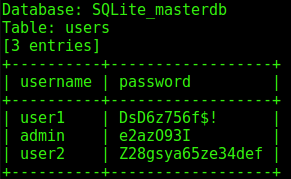 Database: SQLite_masterdb
Table: users
[3 entries]
+----------+------------------+
| username | password         |
+----------+------------------+
| user1    | DsD6z756f$!      |
| admin    | e2azO93I         |
| user2    | Z28gsya65ze34def |
+----------+------------------+